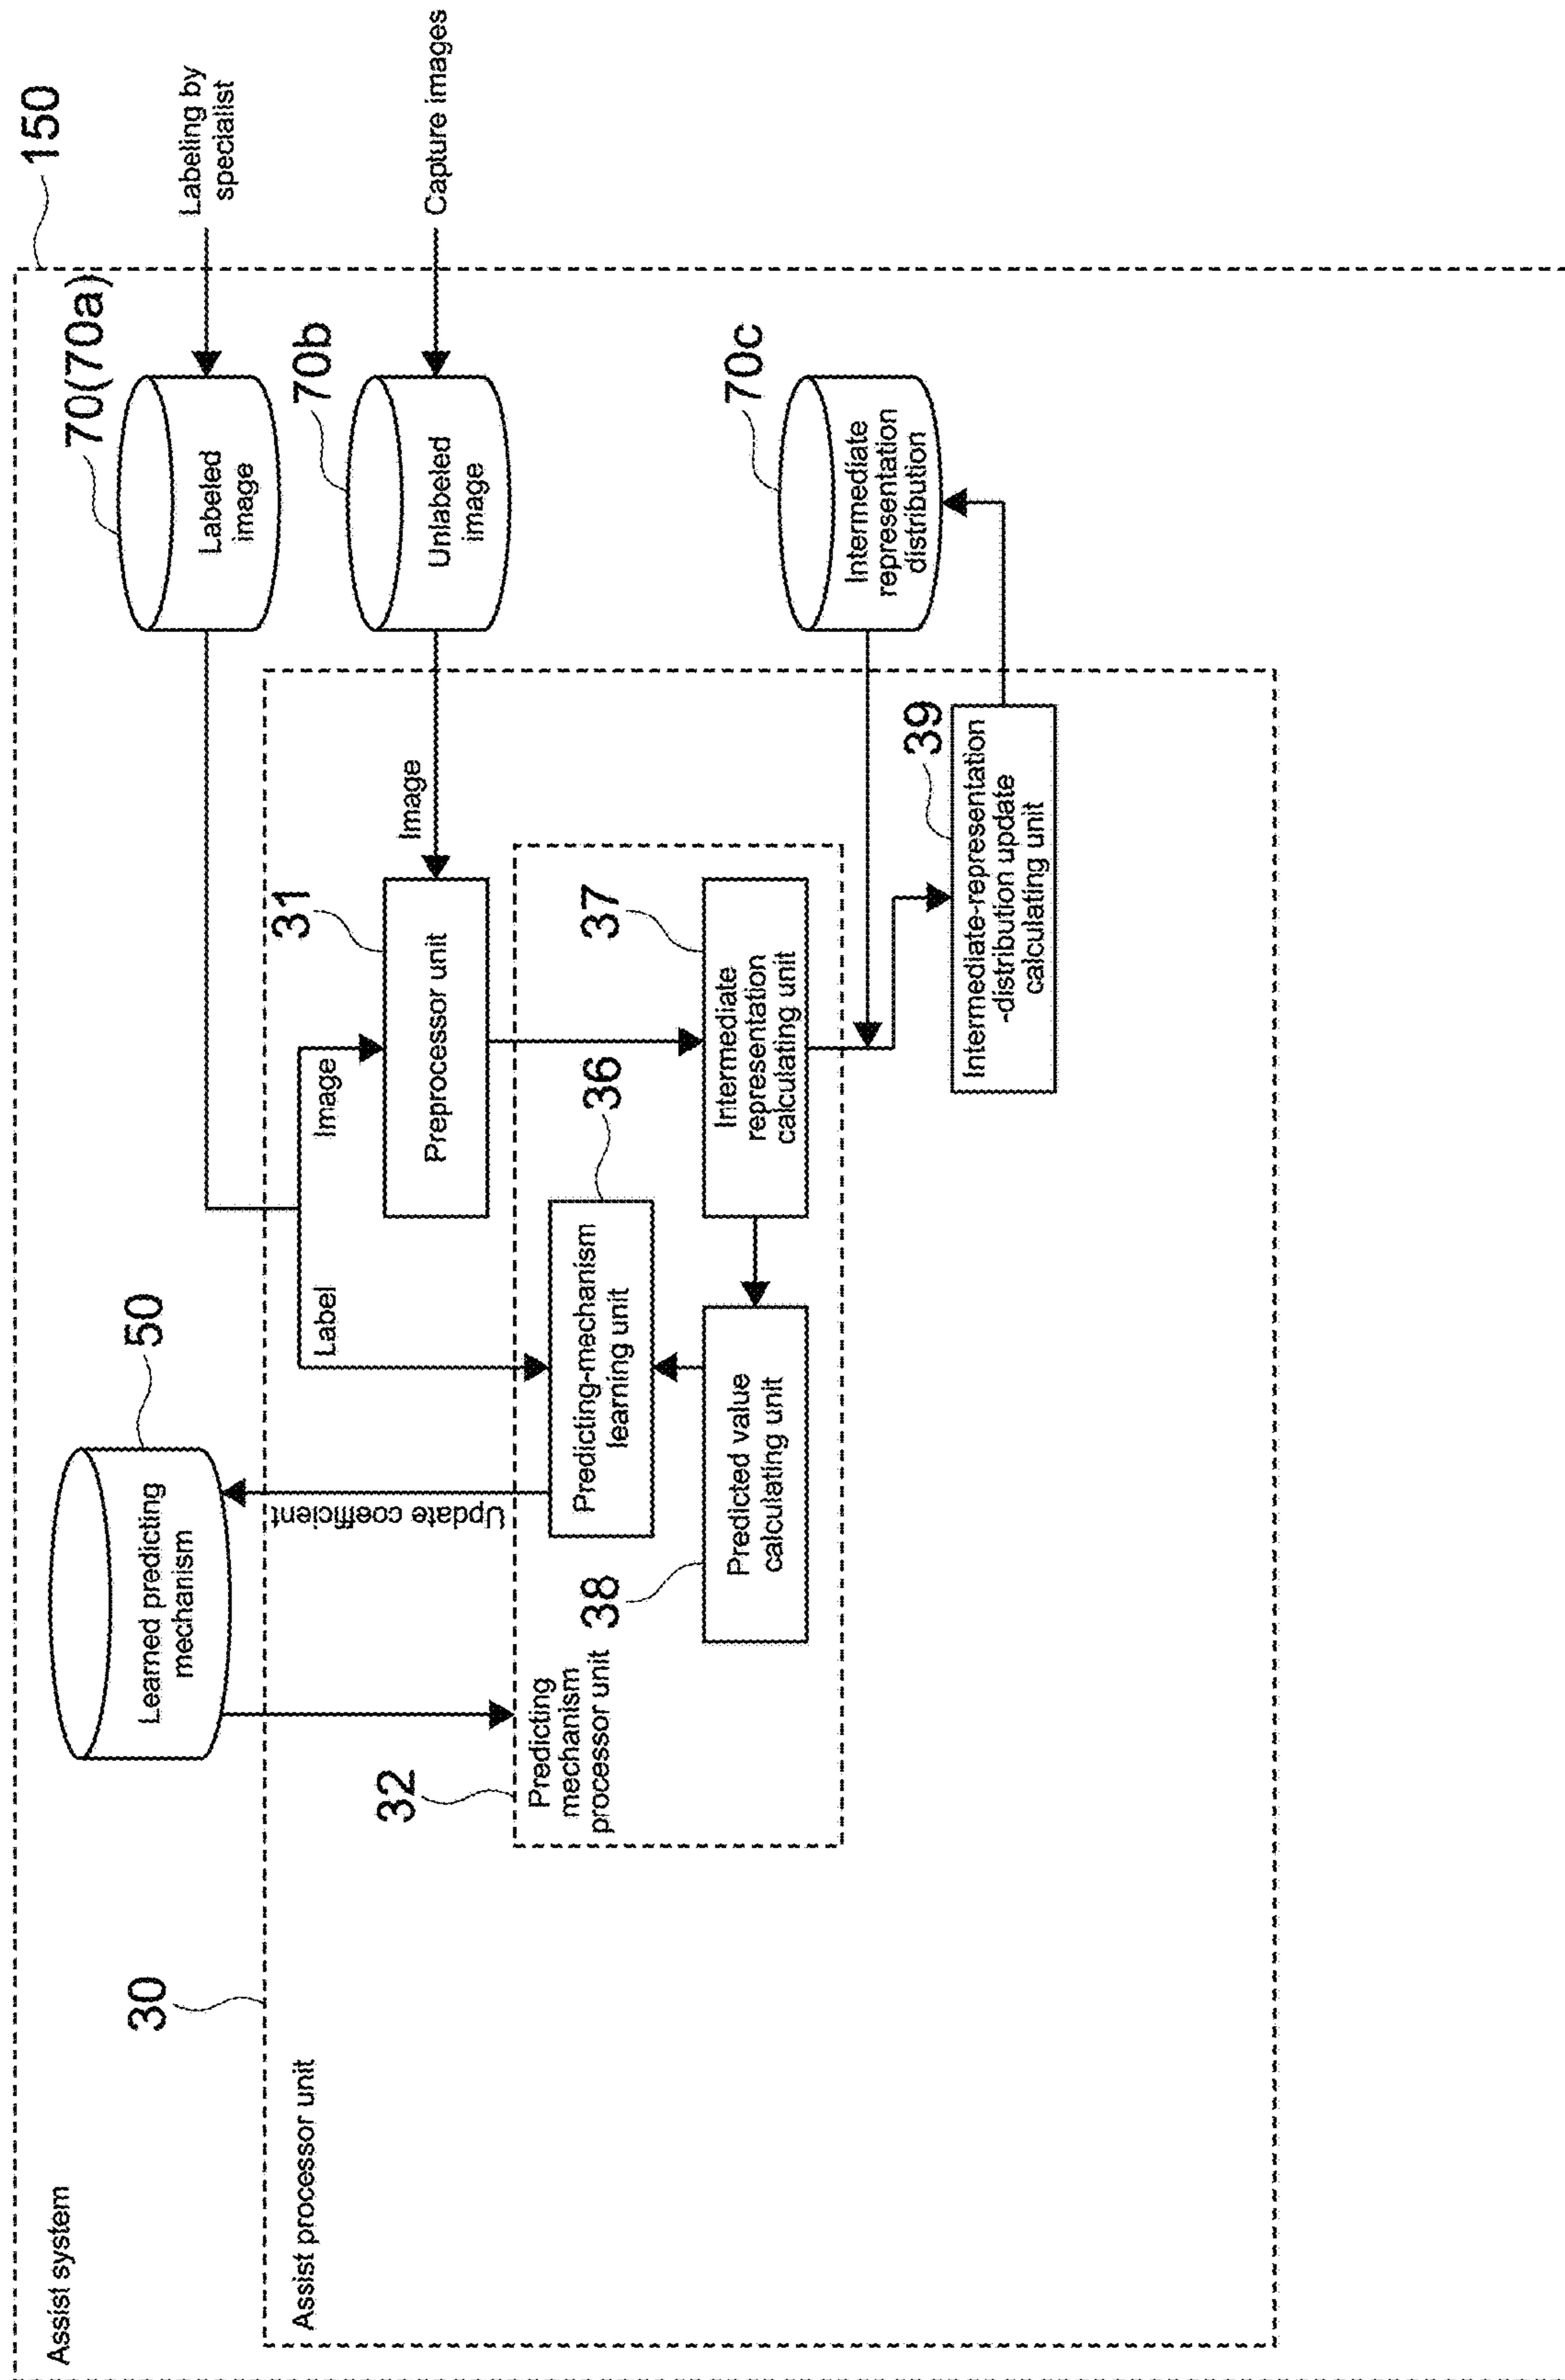 Assist system
150
Labeling by
specialist
Capture images
70(70a)
Labeled
image
70b
Unlabeled
image
70c
Intermediate
representation
distribution
50
Learned predicting
mechanism
30
Assist processor unit
Label
Image
Image
31
Preprocessor unit
Update coefficient
32
Predicting
mechanism
processor unit
36
Predicting-mechanism
learning unit
37
Intermediate
representation
calculating unit
38
Predicted value
calculating unit
39
Intermediate-representation
-distribution update
calculating unit